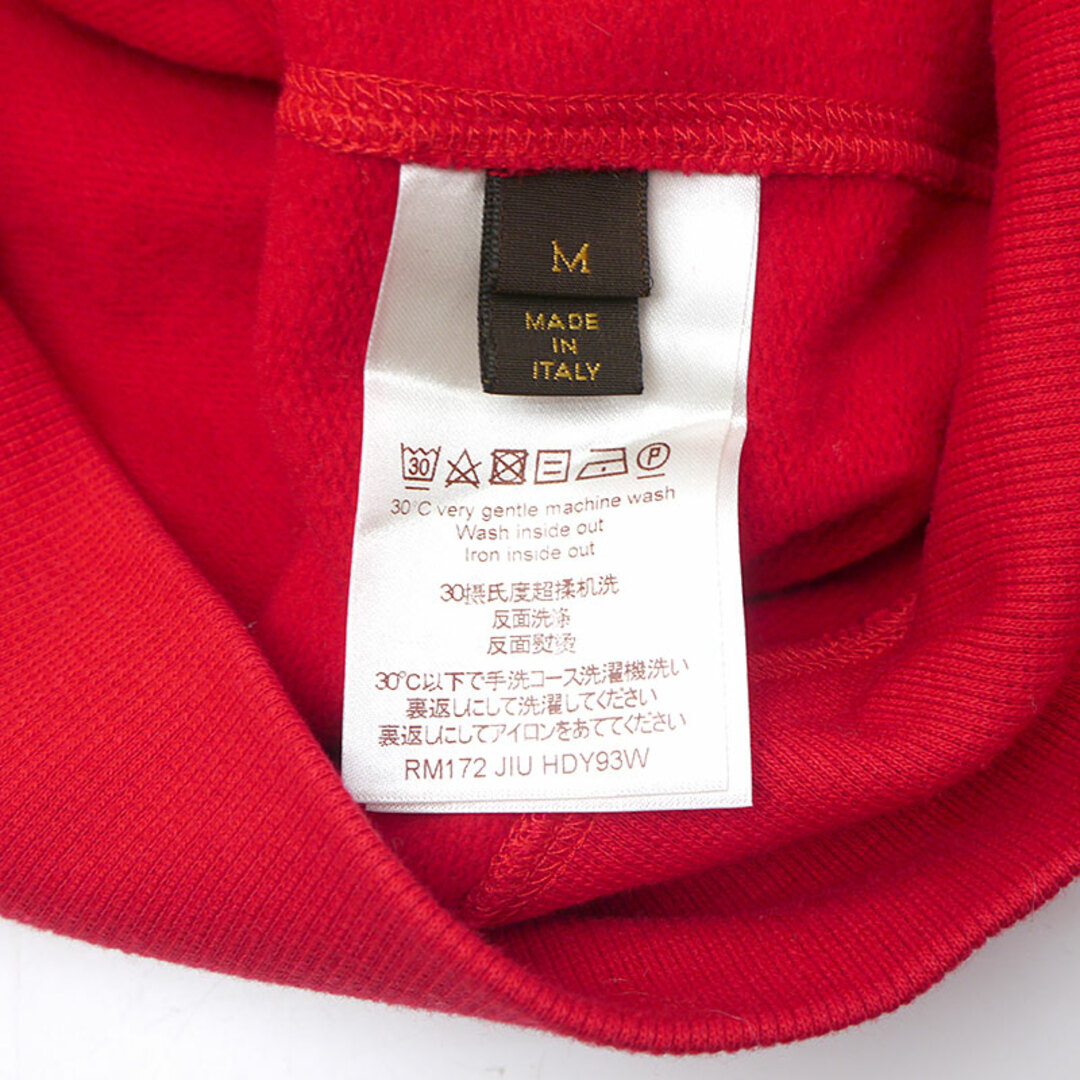 M
MADE
IN
iTALY
30
P
30°C very gentle machine wash
Wash inside out
Iron inside out
30摄氏度超揉机洗
反面洗涤
反面熨烫
30°C以下で手洗コース洗濯機洗い
裏返しにして洗濯してください
裏返しにしてアイロンをあててください
RM172 JIU HDY93W